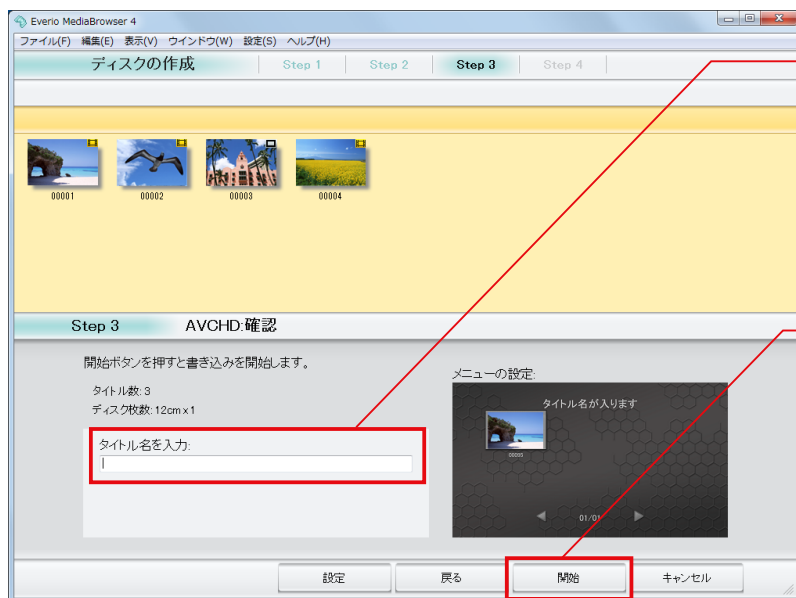 Everio MediaBrowser 4
ファイル(F) 編集(E) 表示(V) ウインドウ(W) 設定(S) ヘルプ(H)
ディスクの作成 Step 1 Step 2 Step 3 Step 4
00001 00002 00003 00004
Step 3 AVCHD:確認
開始ボタンを押すと書き込みを開始します。
タイトル数: 3
ディスク枚数: 12cm x 1
タイトル名を入力:
メニューの設定:
タイトル名が入ります
01/01
設定 戻る 開始 キャンセル